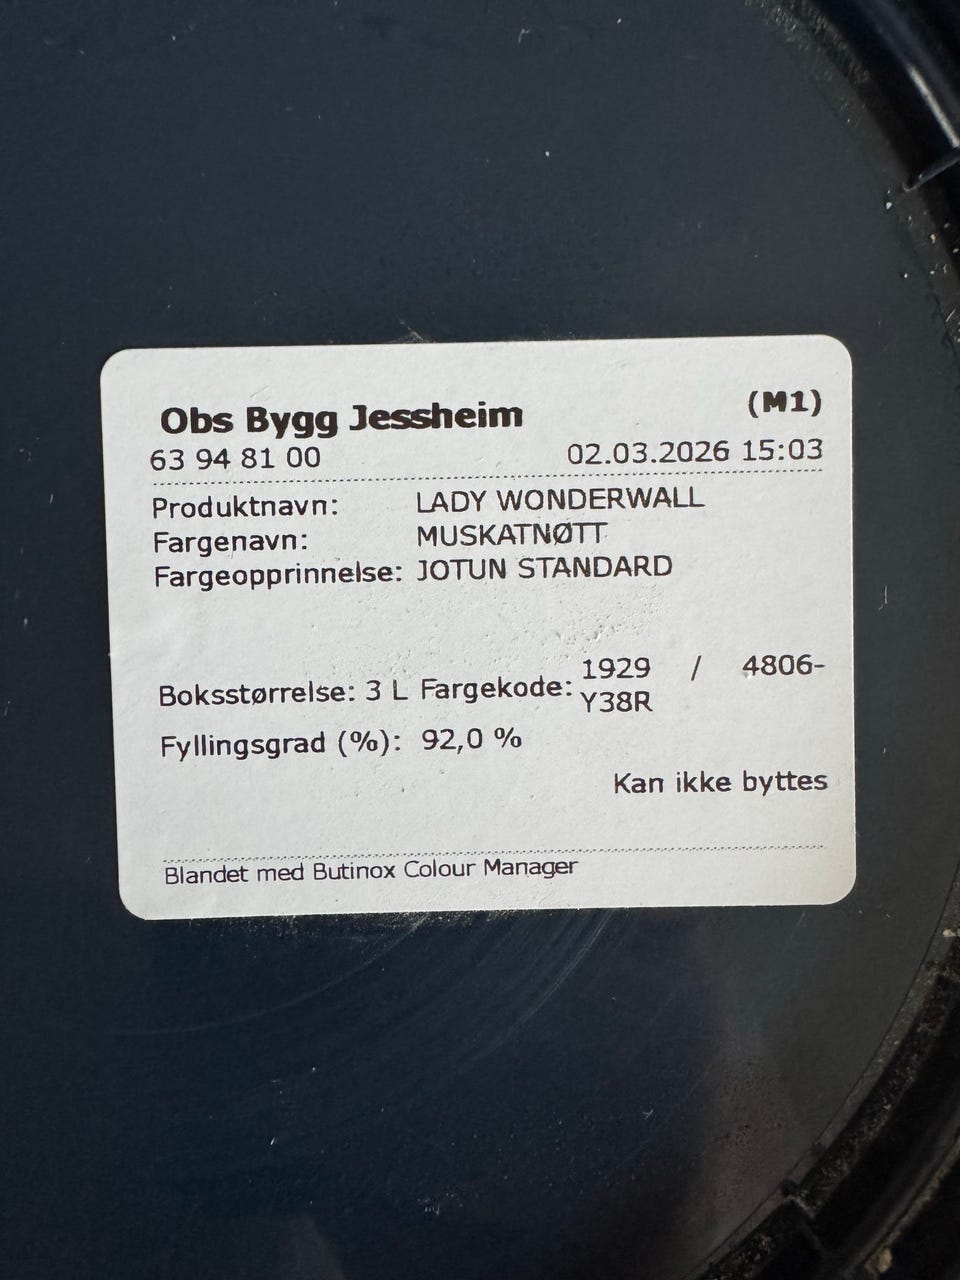 Obs Bygg Jessheim (M1)
63 94 81 00 02.03.2026 15:03
Produktnavn: LADY WONDERWALL
Fargenavn: MUSKATNØTT
Fargeopprinnelse: JOTUN STANDARD
Boksstørrelse: 3 L Fargekode: 1929 / 4806-
Y38R
Fyllingsgrad (%): 92,0 %
Kan ikke byttes
Blandet med Butinox Colour Manager